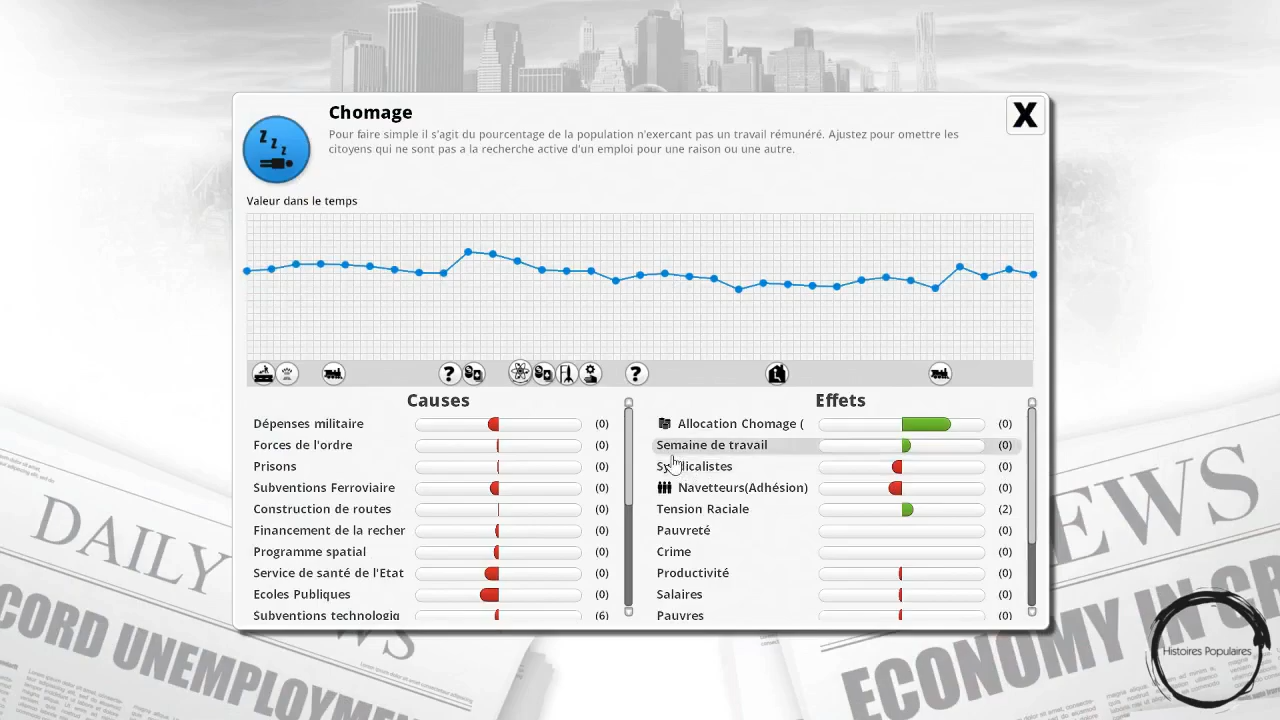 Chomage
X
Pour faire simple il s'agit du pourcentage de la population n'exercant pas un travail rémunéré. Ajustez pour omettre les
citoyens qui ne sont pas a la recherche active d'un emploi pour une raison ou une autre.
Valeur dans le temps
Causes
Dépenses militaire (0)
Forces de l'ordre (0)
Prisons (0)
Subventions Ferroviaire (0)
Construction de routes (0)
Financement de la recher (0)
Programme spatial (0)
Service de santé de l'Etat (0)
Ecoles Publiques (0)
Subventions technologiq (6)
Effets
Allocation Chomage ( (0)
Semaine de travail (0)
Syndicalistes (0)
Navetteurs(Adhésion) (0)
Tension Raciale (2)
Pauvreté (0)
Crime (0)
Productivité (0)
Salaires (0)
Pauvres (0)
DAILY
NEWS
CORD UNEMPLOYME
NEWS
ECONOMY IN CR
Histoires Populaires